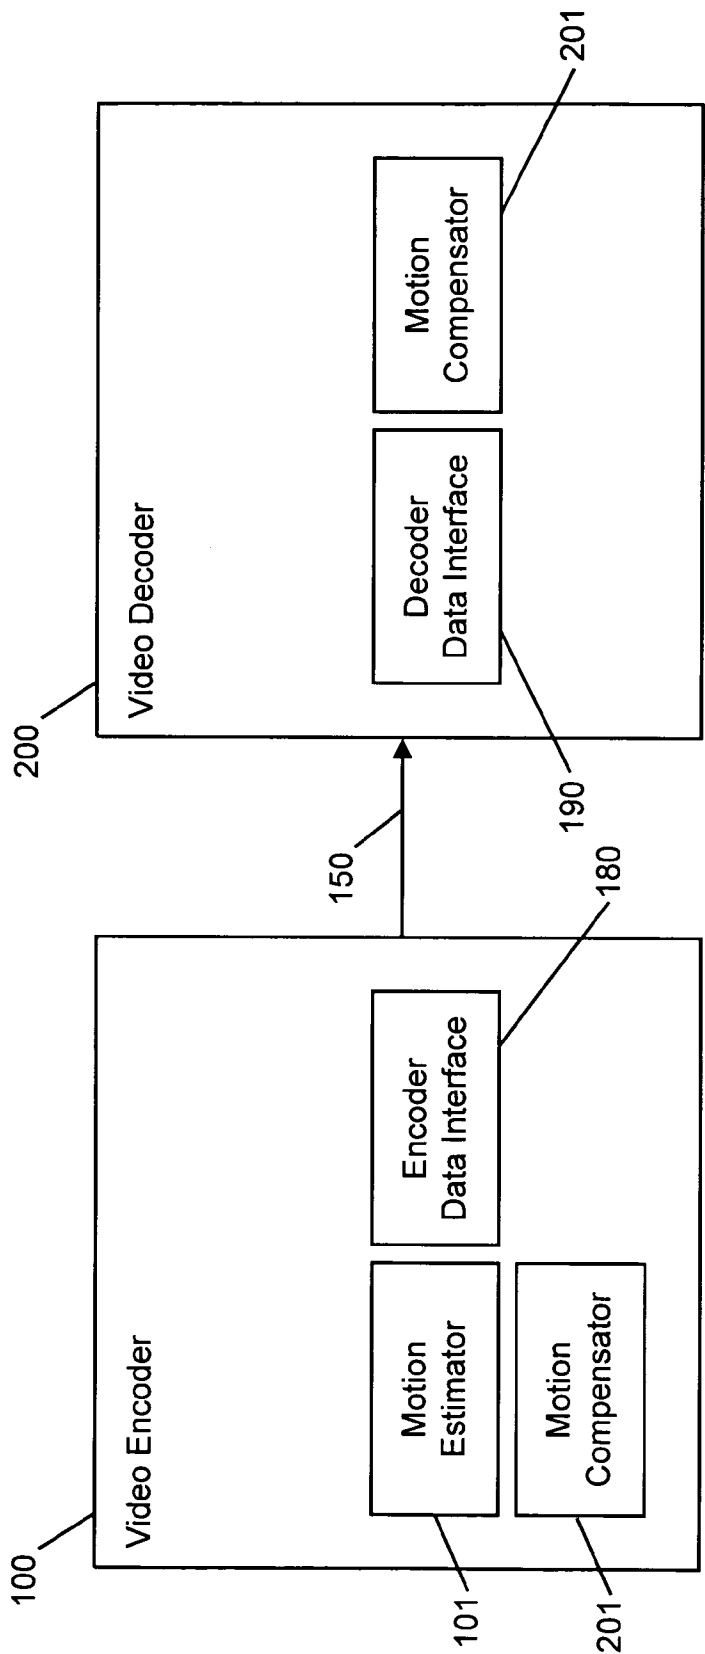 100
Video Encoder
Motion
Estimator
101
Encoder
Data Interface
180
Motion
Compensator
201
150
200
Video Decoder
Decoder
Data Interface
190
Motion
Compensator
201